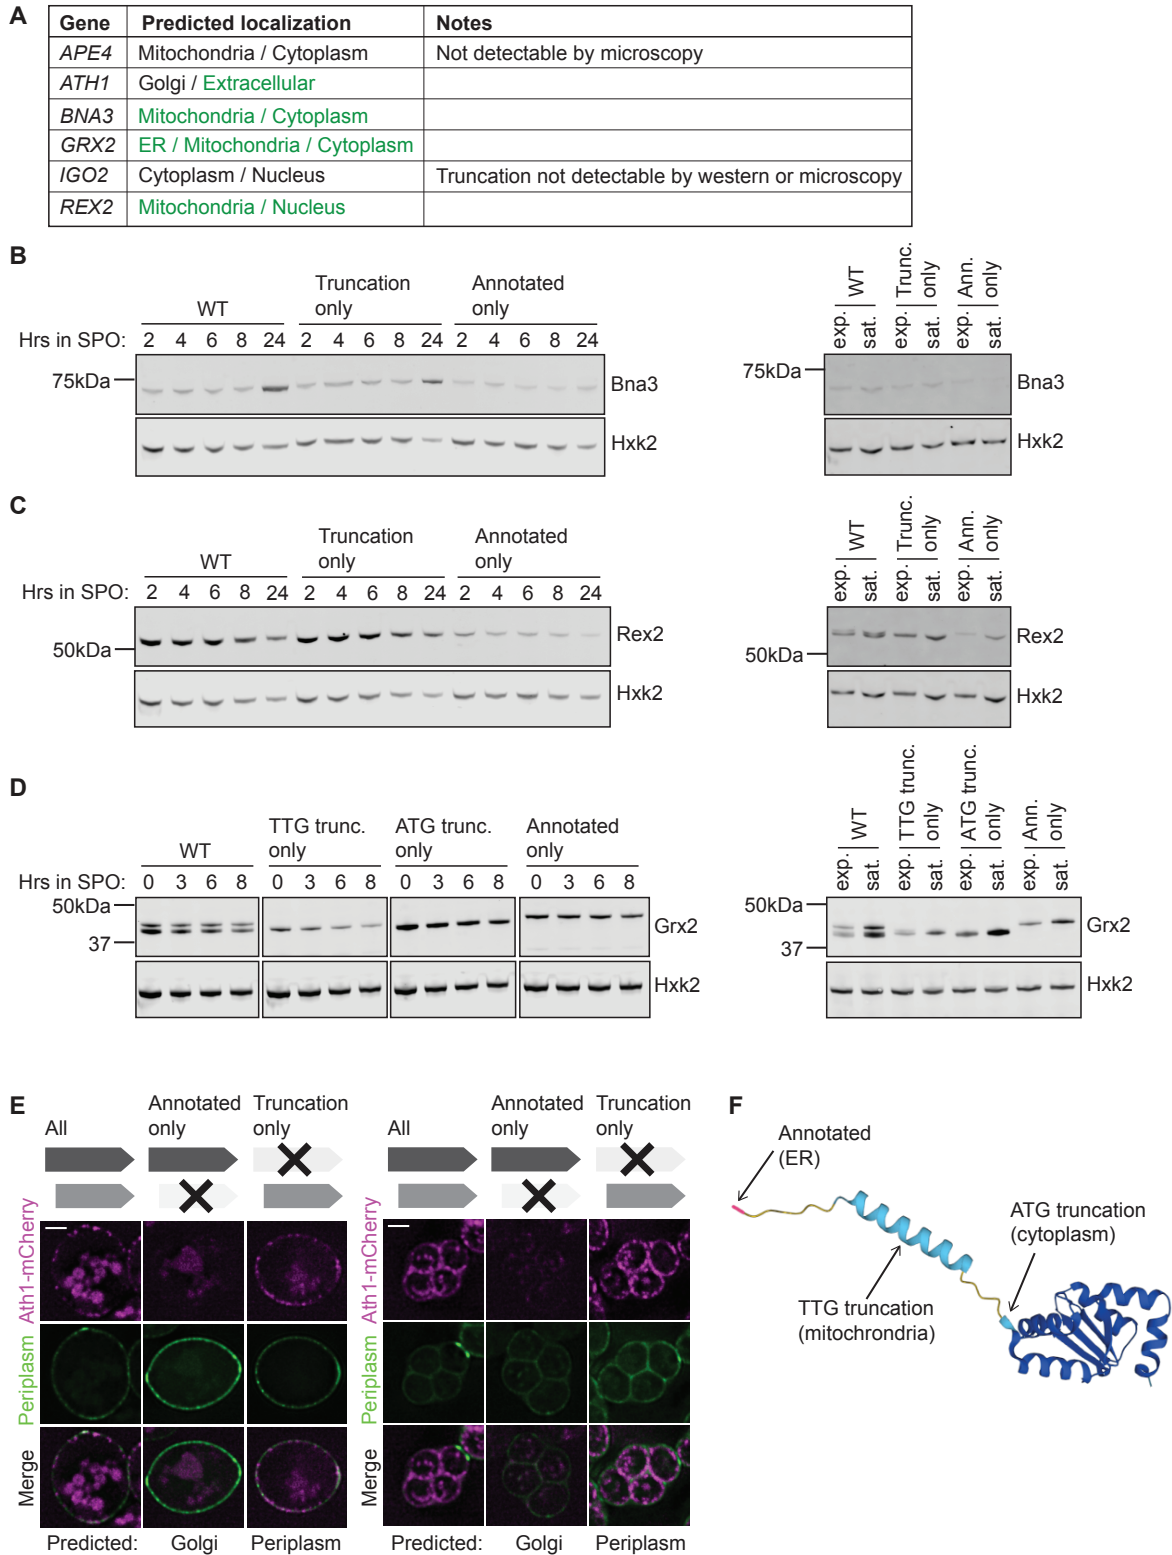 A
Gene Predicted localization Notes
APE4 Mitochondria / Cytoplasm Not detectable by microscopy
ATH1 Golgi / Extracellular
BNA3 Mitochondria / Cytoplasm
GRX2 ER / Mitochondria / Cytoplasm
IGO2 Cytoplasm / Nucleus Truncation not detectable by western or microscopy
REX2 Mitochondria / Nucleus
B
WT Truncation only Annotated only
Hrs in SPO: 2 4 6 8 24 2 4 6 8 24 2 4 6 8 24
75kDa Bna3
Hxk2
WT Trunc. only Ann. only
exp. sat. exp. sat. exp. sat.
75kDa Bna3
Hxk2
C
WT Truncation only Annotated only
Hrs in SPO: 2 4 6 8 24 2 4 6 8 24 2 4 6 8 24
50kDa Rex2
Hxk2
WT Trunc. only Ann. only
exp. sat. exp. sat. exp. sat.
50kDa Rex2
Hxk2
D
WT TTG trunc. only ATG trunc. only Annotated only
Hrs in SPO: 0 3 6 8 0 3 6 8 0 3 6 8 0 3 6 8
50kDa
37
Grx2
Hxk2
WT TTG trunc. only ATG trunc. only Ann. only
exp. sat. exp. sat. exp. sat. exp. sat.
50kDa
37
Grx2
Hxk2
E
All Annotated only Truncation only
Ath1-mCherry
Periplasm
Merge
Predicted: Golgi Periplasm
All Annotated only Truncation only
Ath1-mCherry
Periplasm
Merge
Predicted: Golgi Periplasm
F
Annotated
(ER)
ATG truncation
(cytoplasm)
TTG truncation
(mitochrondria)